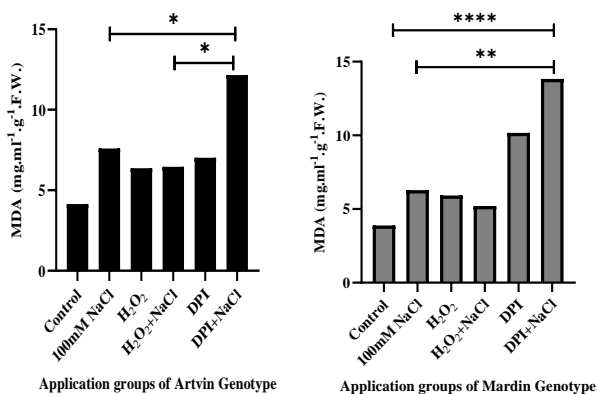 *
*
15
10
5
0
MDA (mg.ml⁻¹.g⁻¹.F.W.)
Control
100mM NaCl
H₂O₂
H₂O₂+NaCl
DPI
DPI+NaCl
Application groups of Artvin Genotype
****
**
15
10
5
0
MDA (mg.ml⁻¹.g⁻¹.F.W.)
Control
100mM NaCl
H₂O₂
H₂O₂+NaCl
DPI
DPI+NaCl
Application groups of Mardin Genotype